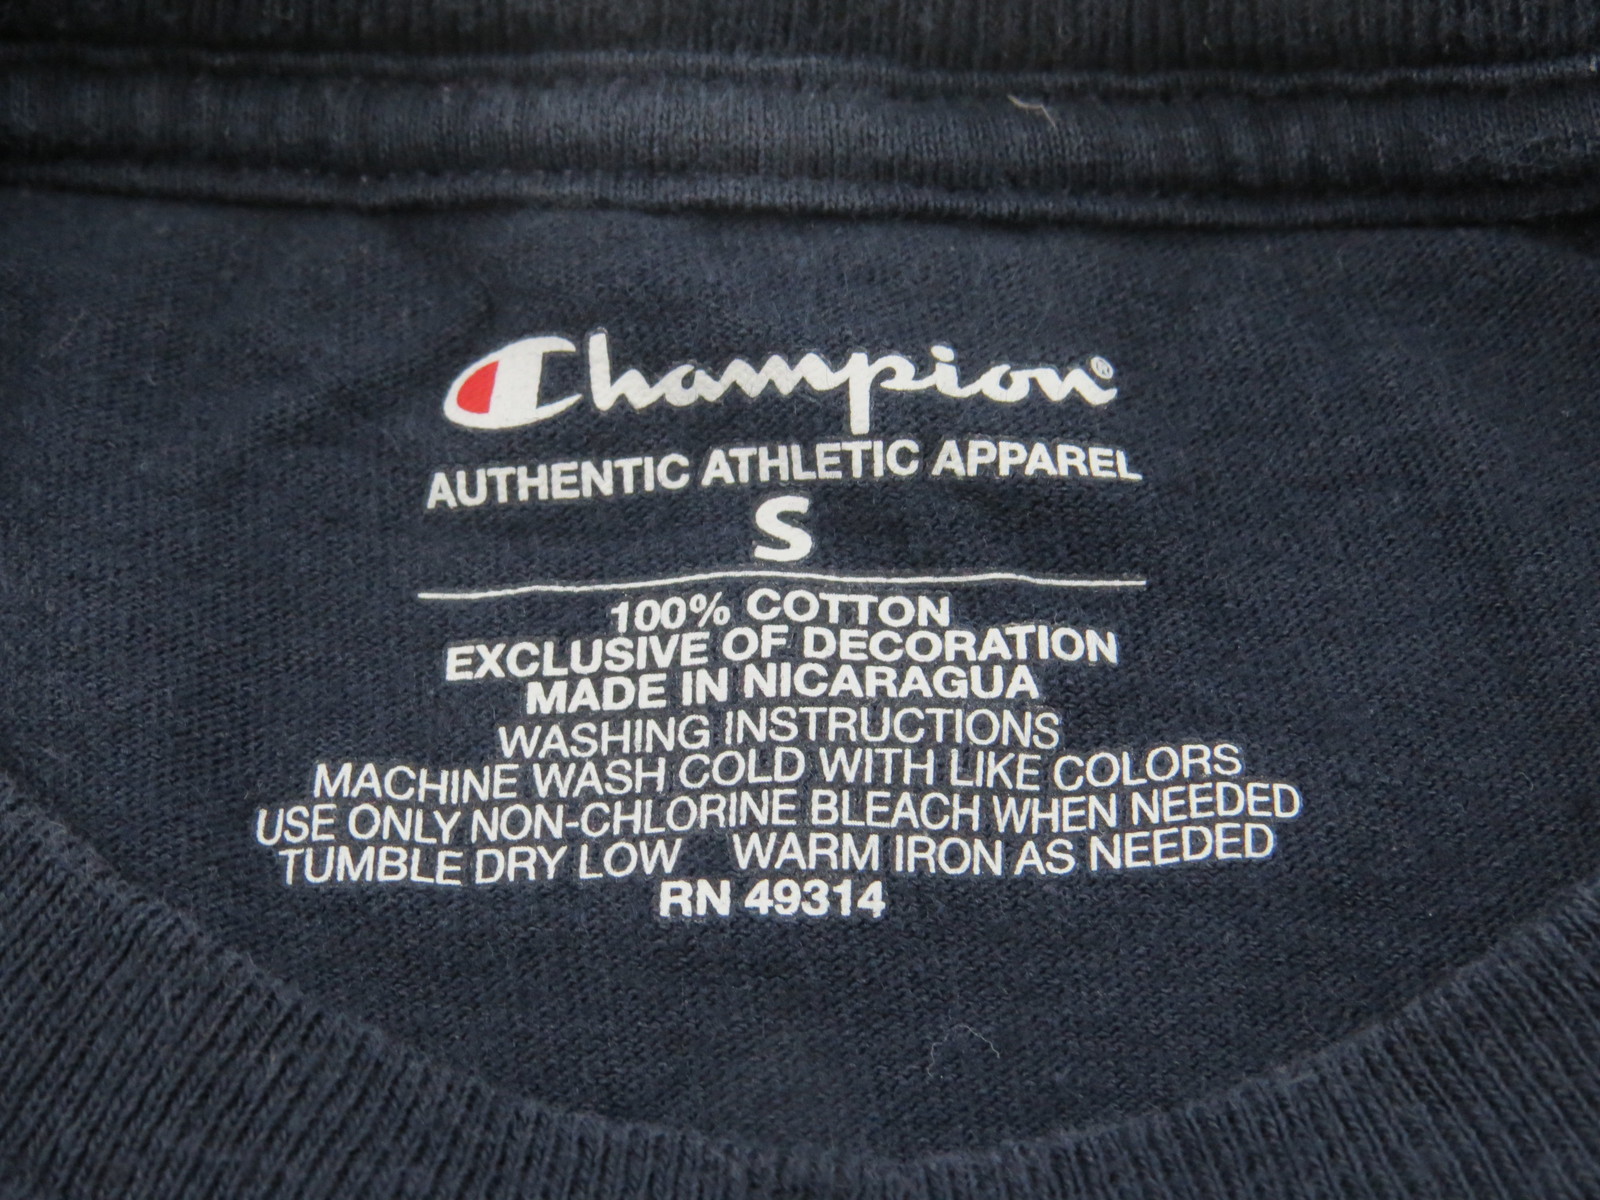 Champion®
AUTHENTIC ATHLETIC APPAREL
S
100% COTTON
EXCLUSIVE OF DECORATION
MADE IN NICARAGUA
WASHING INSTRUCTIONS
MACHINE WASH COLD WITH LIKE COLORS
USE ONLY NON-CHLORINE BLEACH WHEN NEEDED
TUMBLE DRY LOW WARM IRON AS NEEDED
RN 49314